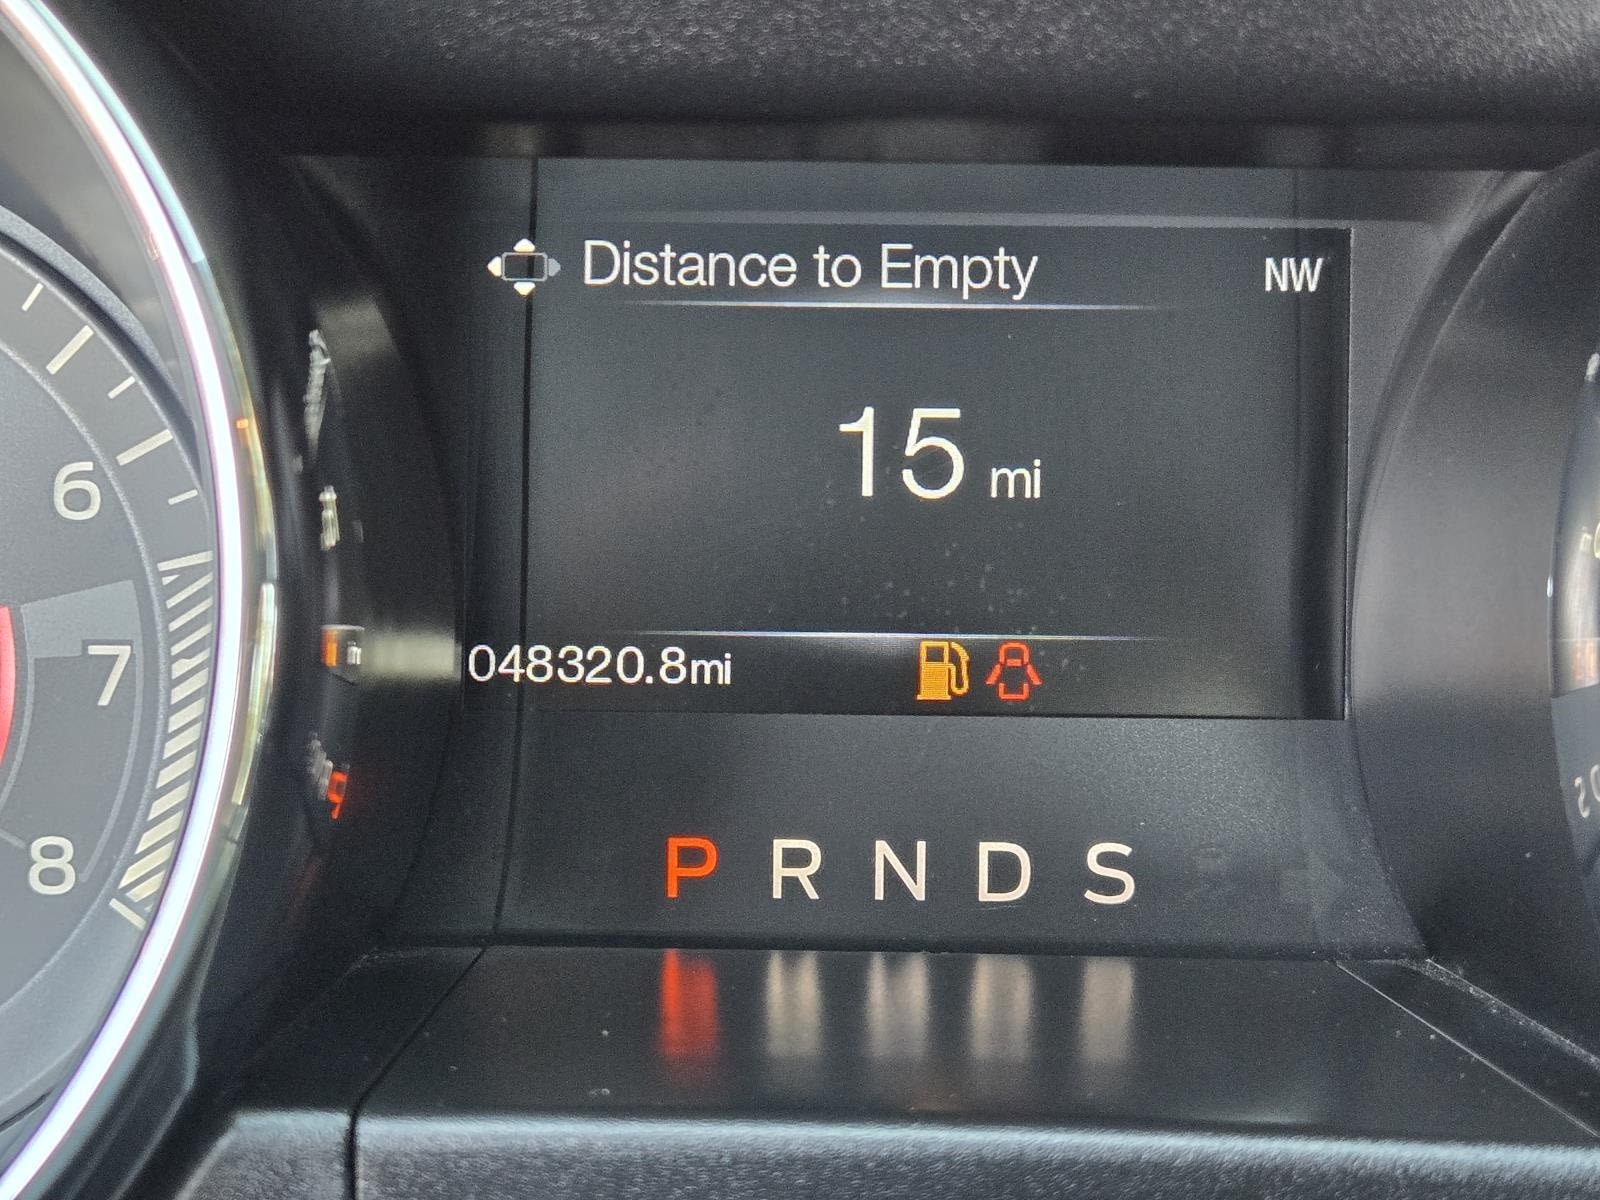 Distance to Empty NW
15 mi
048320.8mi
P R N D S
6
7
8